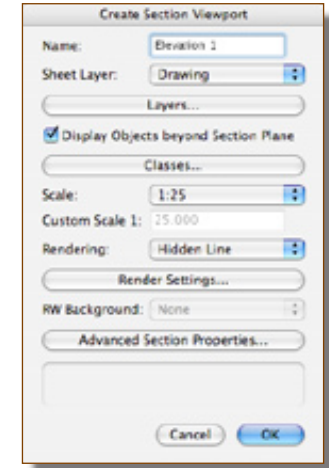 Create Section Viewport
Name: Elevation 1
Sheet Layer: Drawing
Layers...
Display Objects beyond Section Plane
Classes...
Scale: 1:25
Custom Scale 1: 25.000
Rendering: Hidden Line
Render Settings...
RW Background: None
Advanced Section Properties...
Cancel OK